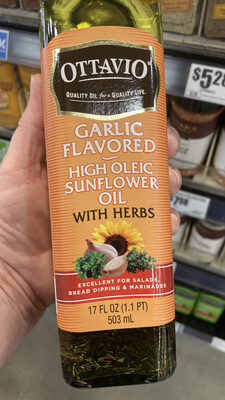 OTTAVIO
QUALITY OIL for a QUALITY LIFE.
GARLIC
FLAVORED
HIGH OLEIC
SUNFLOWER
OIL
WITH HERBS
EXCELLENT FOR SALADS,
BREAD DIPPING & MARINADES
17 FL OZ (1.1 PT)
503 mL